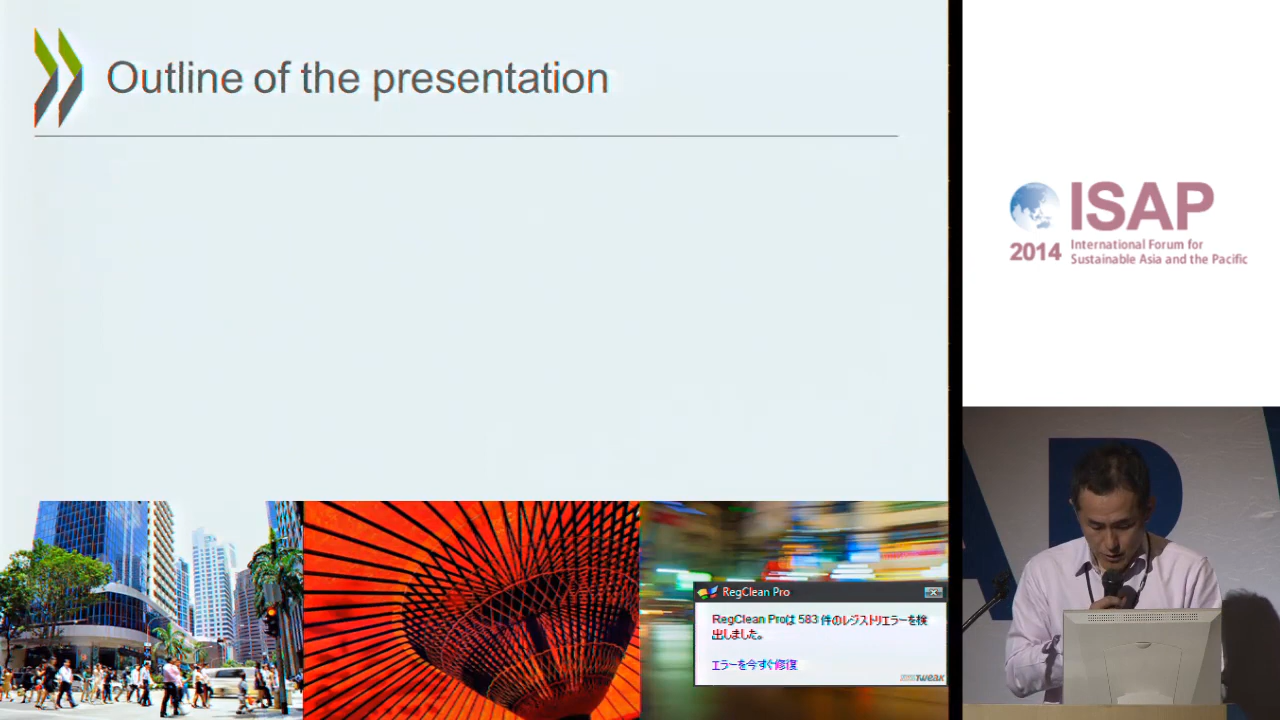 Outline of the presentation
ISAP
2014
International Forum for
Sustainable Asia and the Pacific
RegClean Pro
RegClean Proは 583 件のレジストリエラーを検
出しました。
エラーを今すぐ修復